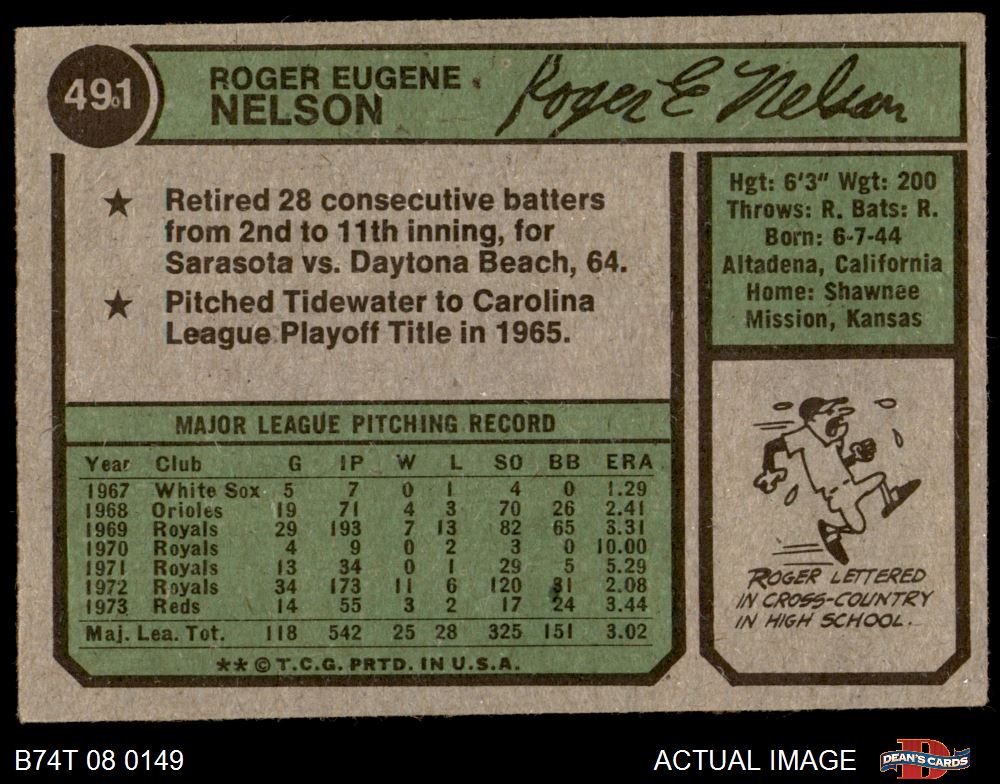 491
ROGER EUGENE
NELSON
Roger E Nelson
★ Retired 28 consecutive batters
from 2nd to 11th inning, for
Sarasota vs. Daytona Beach, 64.
★ Pitched Tidewater to Carolina
League Playoff Title in 1965.
Hgt: 6'3" Wgt: 200
Throws: R. Bats: R.
Born: 6-7-44
Altadena, California
Home: Shawnee
Mission, Kansas
MAJOR LEAGUE PITCHING RECORD
Year Club G IP W L SO BB ERA
1967 White Sox 5 7 0 1 4 0 1.29
1968 Orioles 19 71 4 3 70 26 2.41
1969 Royals 29 193 7 13 82 65 3.31
1970 Royals 4 9 0 2 3 0 10.00
1971 Royals 13 34 0 1 29 5 5.29
1972 Royals 34 173 11 6 120 31 2.08
1973 Reds 14 55 3 2 17 24 3.44
Maj. Lea. Tot. 118 542 25 28 325 151 3.02
** © T.C.G. PRTD. IN U.S.A.
ROGER LETTERED
IN CROSS-COUNTRY
IN HIGH SCHOOL.
B74T 08 0149
ACTUAL IMAGE
D
DEAN'S CARDS